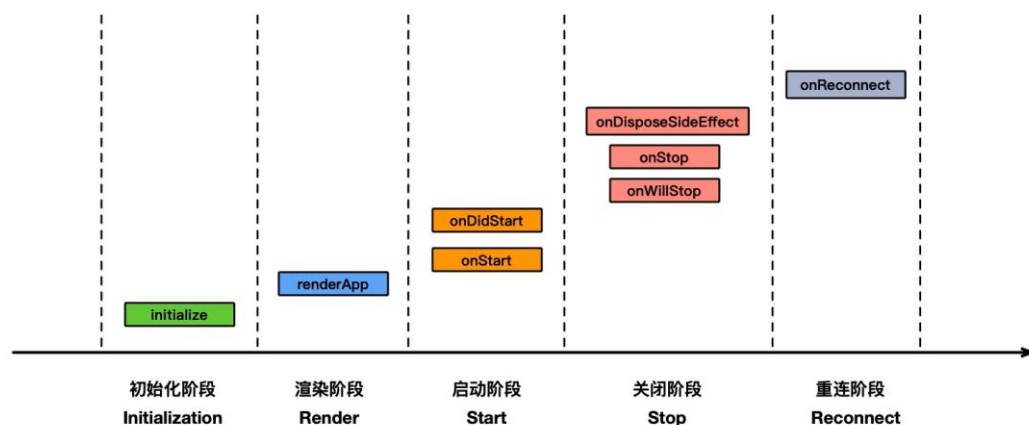 onReconnect
onDisposeSideEffect
onStop
onWillStop
onDidStart
onStart
renderApp
initialize
初始化阶段 渲染阶段 启动阶段 关闭阶段 重连阶段
Initialization Render Start Stop Reconnect